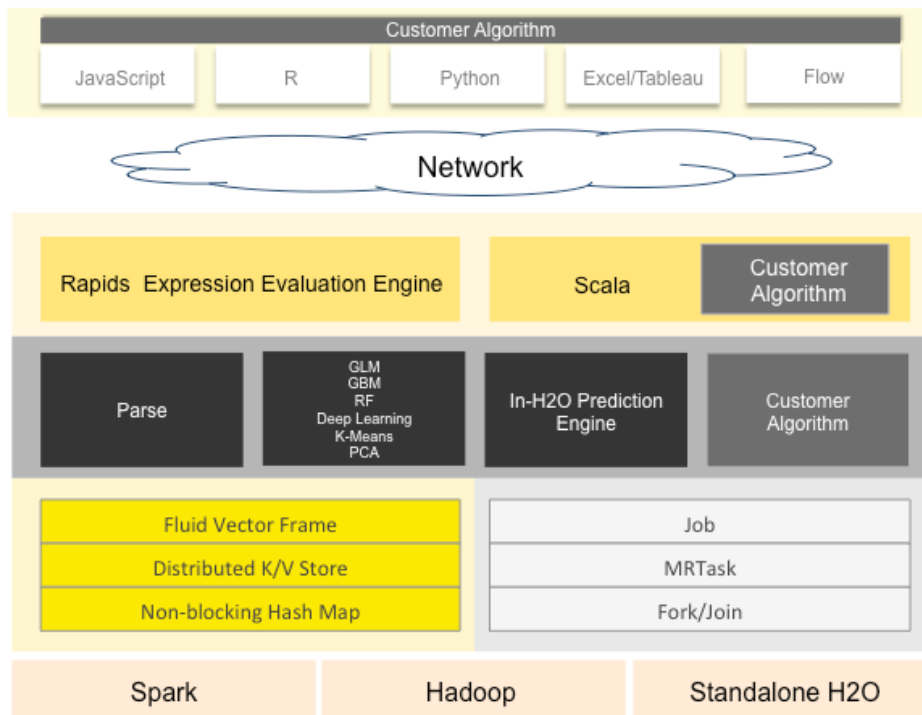 Customer Algorithm
JavaScript
R
Python
Excel/Tableau
Flow
Network
Rapids Expression Evaluation Engine
Scala
Customer
Algorithm
Parse
GLM
GBM
RF
Deep Learning
K-Means
PCA
In-H2O Prediction
Engine
Customer
Algorithm
Fluid Vector Frame
Distributed K/V Store
Non-blocking Hash Map
Job
MRTask
Fork/Join
Spark
Hadoop
Standalone H2O